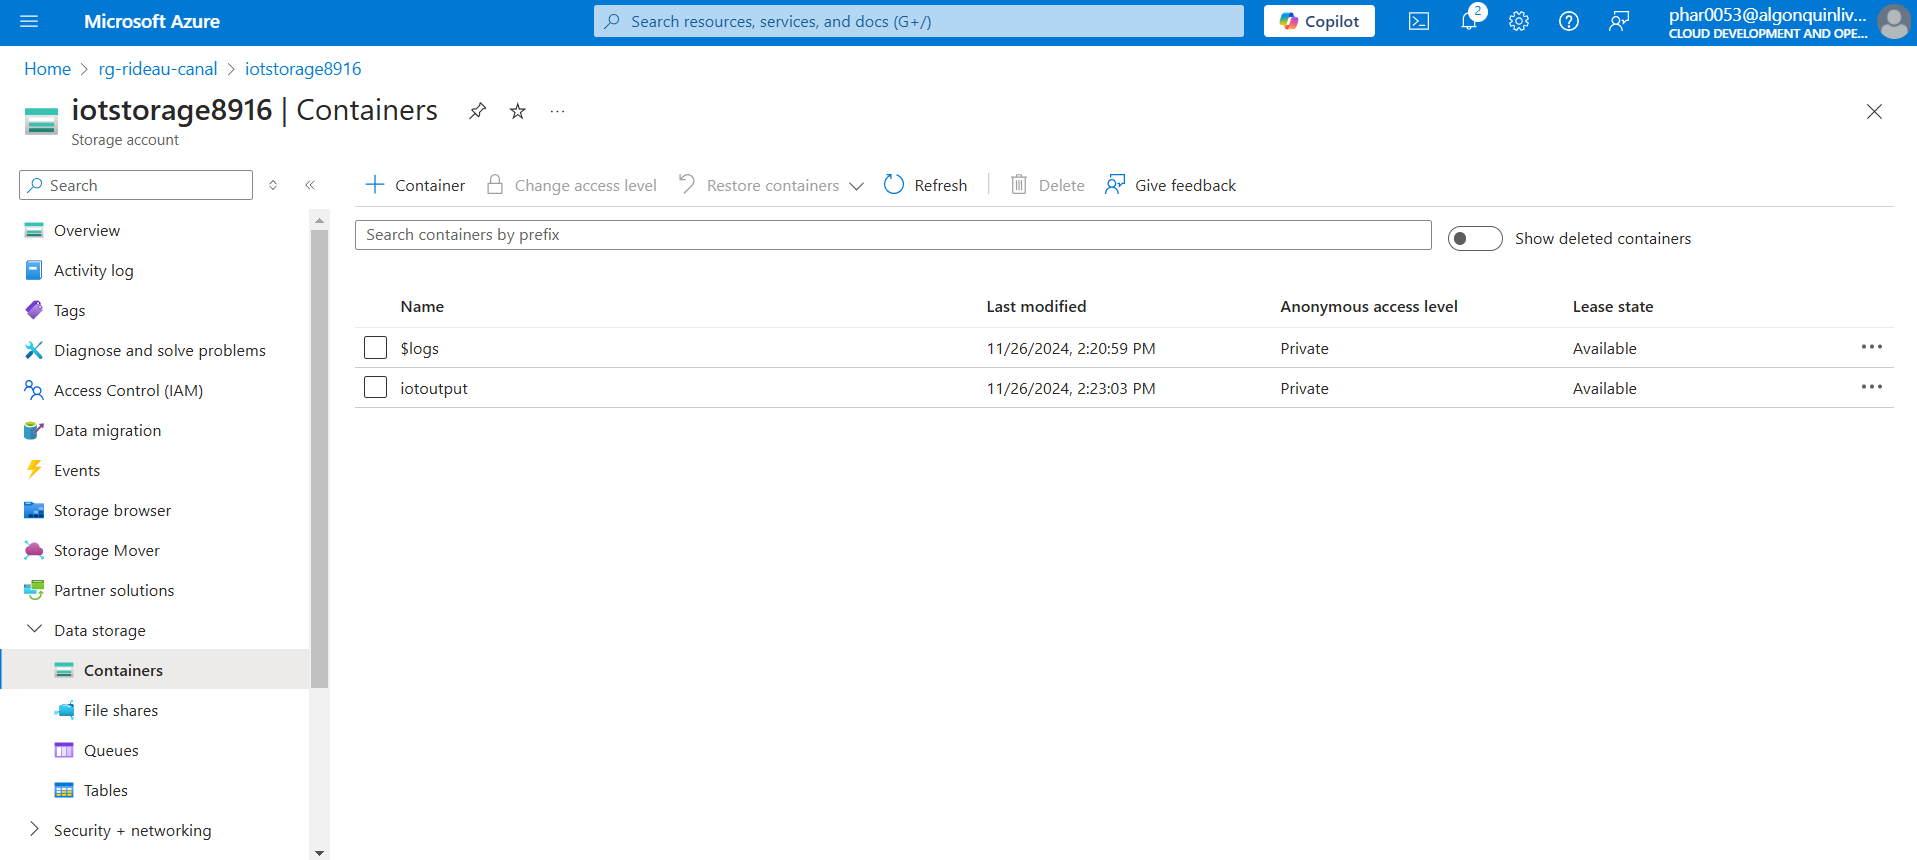 Microsoft Azure
Search resources, services, and docs (G+/)
Copilot
2
phar0053@algonquinliv...
CLOUD DEVELOPMENT AND OPE...
Home > rg-rideau-canal > iotstorage8916
iotstorage8916 | Containers
Storage account
Search
Container
Change access level
Restore containers
Refresh
Delete
Give feedback
Search containers by prefix
Show deleted containers
Overview
Activity log
Tags
Diagnose and solve problems
Access Control (IAM)
Data migration
Events
Storage browser
Storage Mover
Partner solutions
Data storage
Containers
File shares
Queues
Tables
Security + networking
Name Last modified Anonymous access level Lease state
$logs 11/26/2024, 2:20:59 PM Private Available
iotoutput 11/26/2024, 2:23:03 PM Private Available